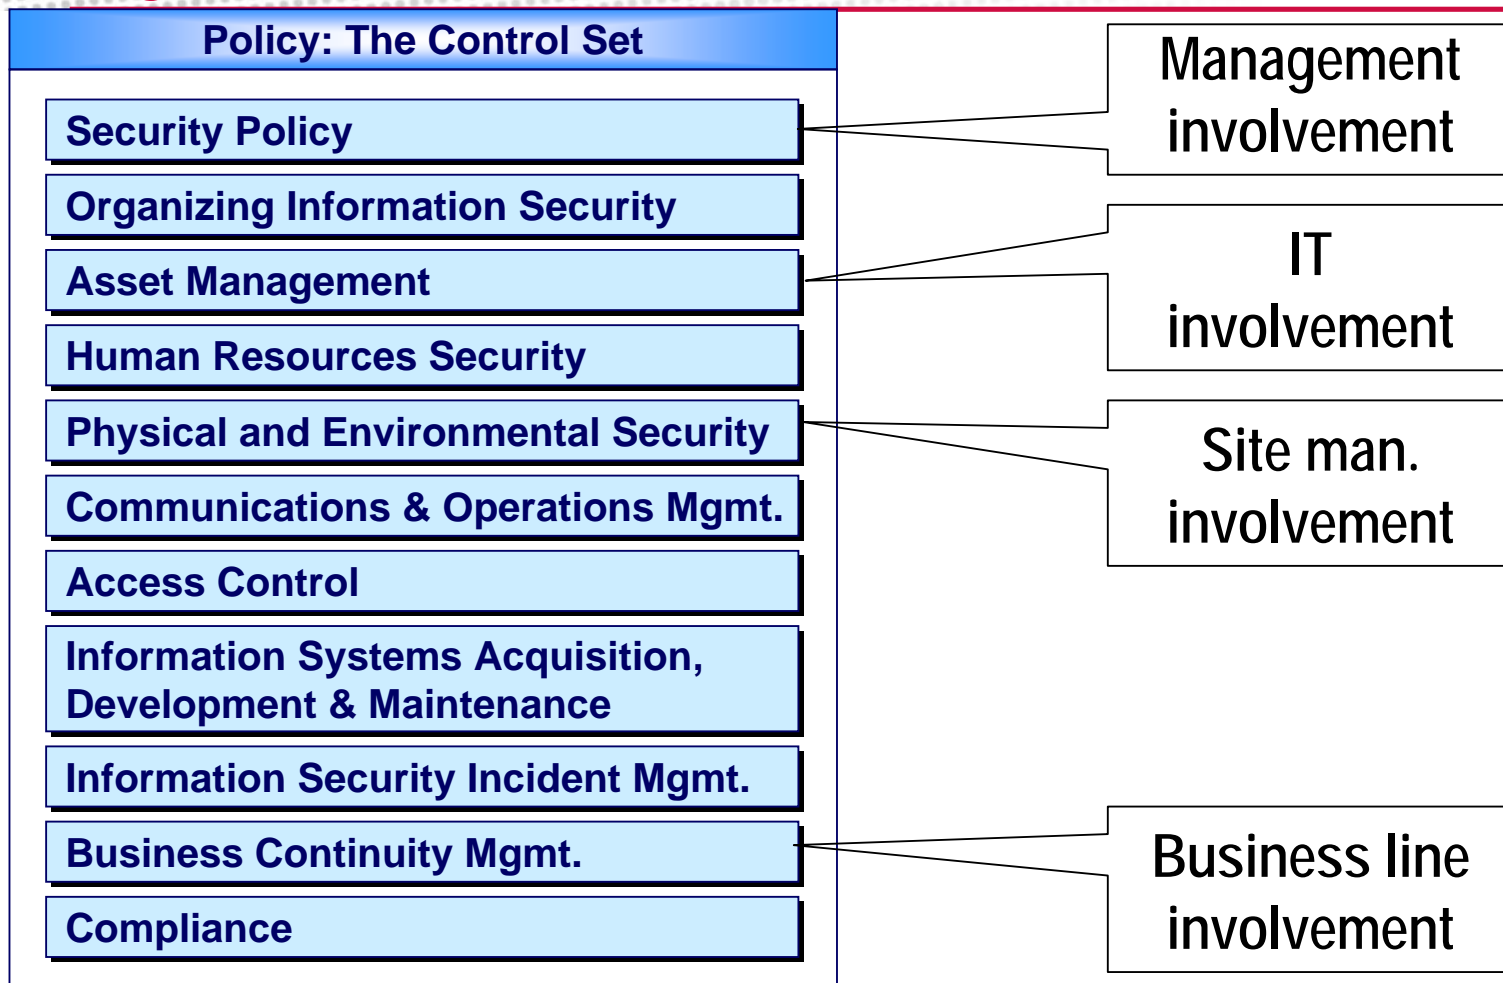 Policy: The Control Set
Security Policy
Organizing Information Security
Asset Management
Human Resources Security
Physical and Environmental Security
Communications & Operations Mgmt.
Access Control
Information Systems Acquisition,
Development & Maintenance
Information Security Incident Mgmt.
Business Continuity Mgmt.
Compliance
Management
involvement
IT
involvement
Site man.
involvement
Business line
involvement